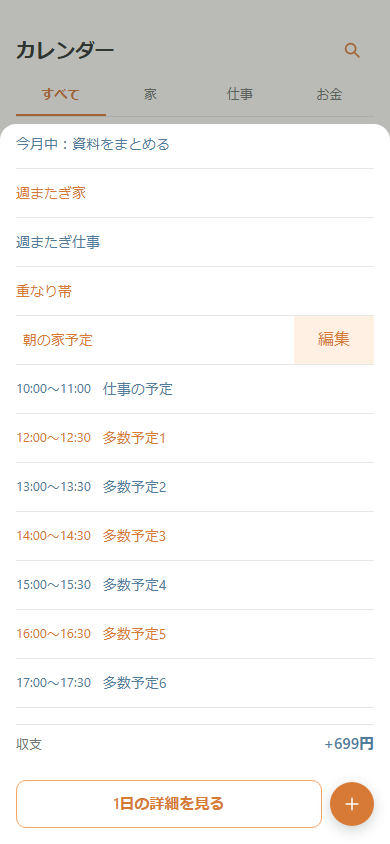 カレンダー
すべて 家 仕事 お金
今月中：資料をまとめる
週またぎ家
週またぎ仕事
重なり帯
朝の家予定 編集
10:00〜11:00 仕事の予定
12:00〜12:30 多数予定1
13:00〜13:30 多数予定2
14:00〜14:30 多数予定3
15:00〜15:30 多数予定4
16:00〜16:30 多数予定5
17:00〜17:30 多数予定6
収支 +699円
1日の詳細を見る